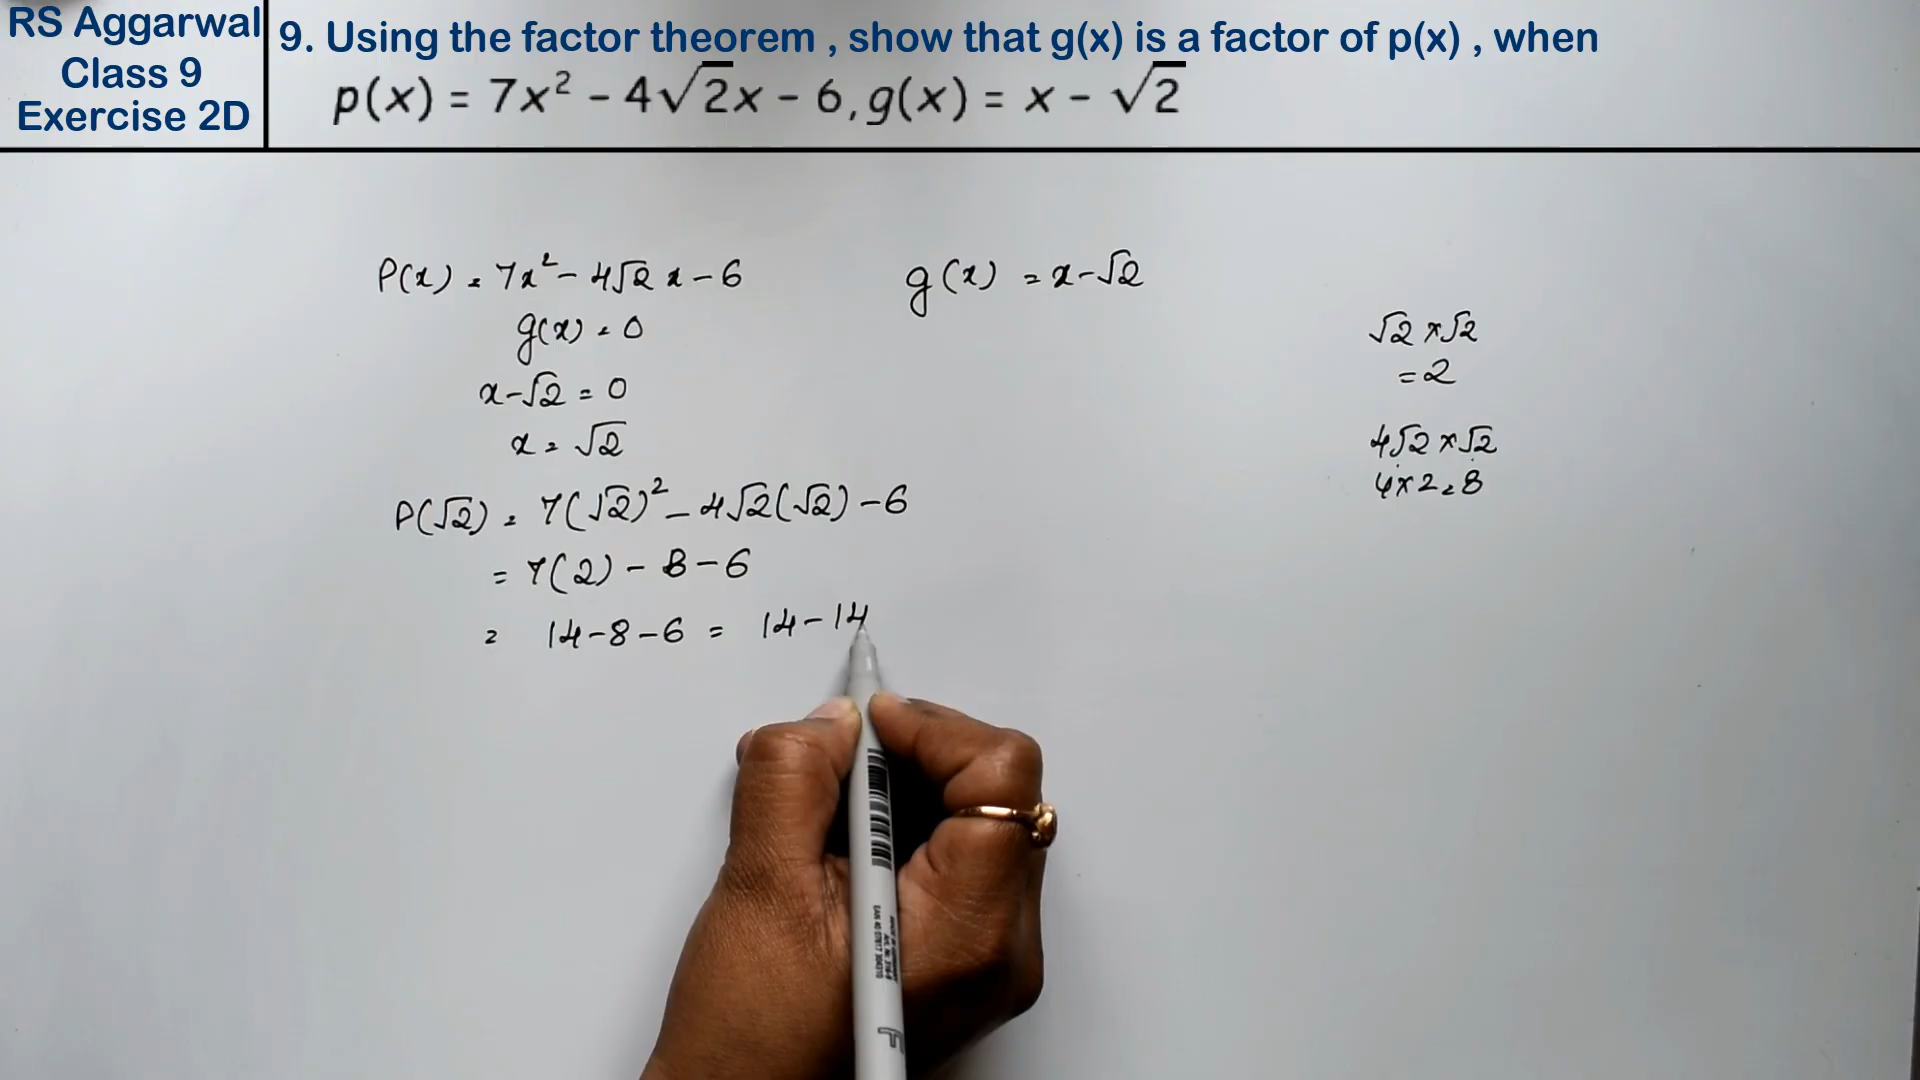 RS Aggarwal
Class 9
Exercise 2D
9. Using the factor theorem , show that g(x) is a factor of p(x) , when
p(x) = 7x² - 4√2x - 6, g(x) = x - √2
P(x) = 7x² - 4√2 x - 6
g(x) = x - √2
g(x) = 0
x - √2 = 0
x = √2
P(√2) = 7(√2)² - 4√2(√2) - 6
= 7(2) - 8 - 6
= 14 - 8 - 6 = 14 - 14
√2 × √2
= 2
4√2 × √2
4 × 2 = 8
F